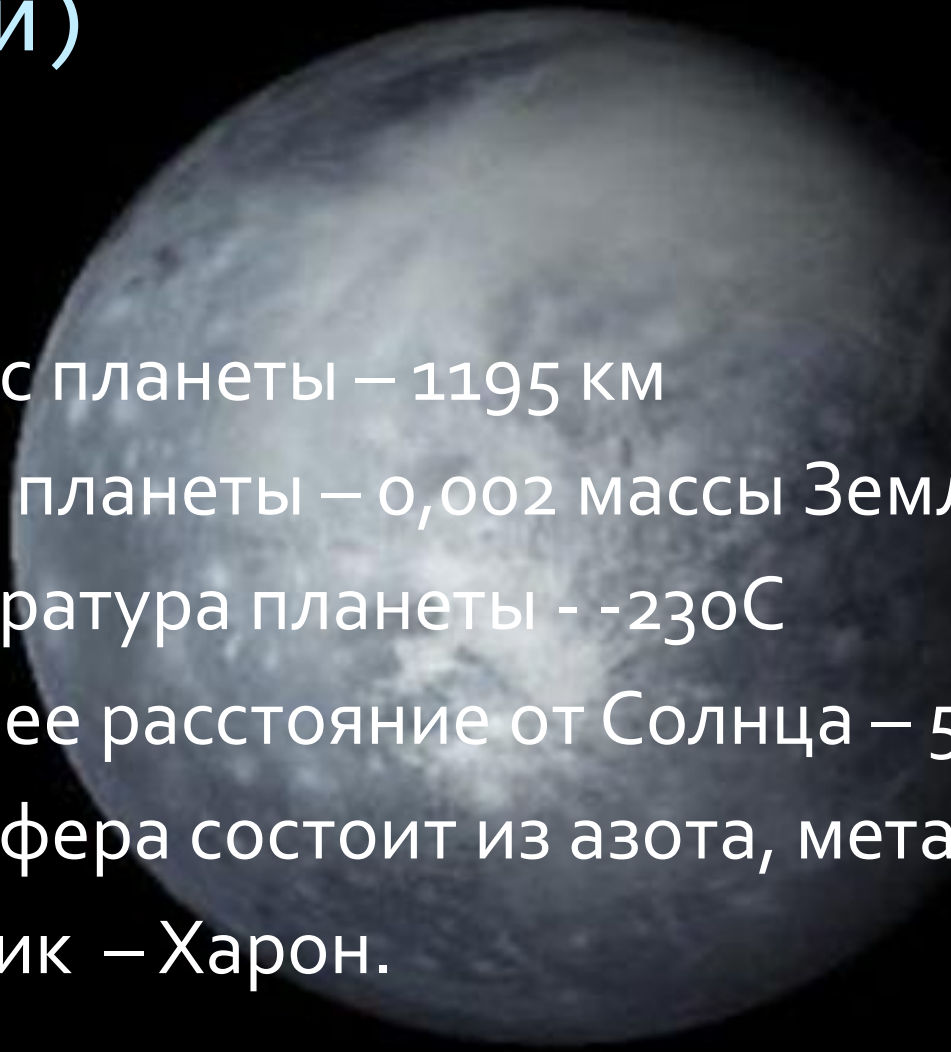 и)
с планеты – 1195 км
планеты – 0,002 массы Земл
ратура планеты - -230С
ее расстояние от Солнца – 5
фера состоит из азота, мета
ик – Харон.